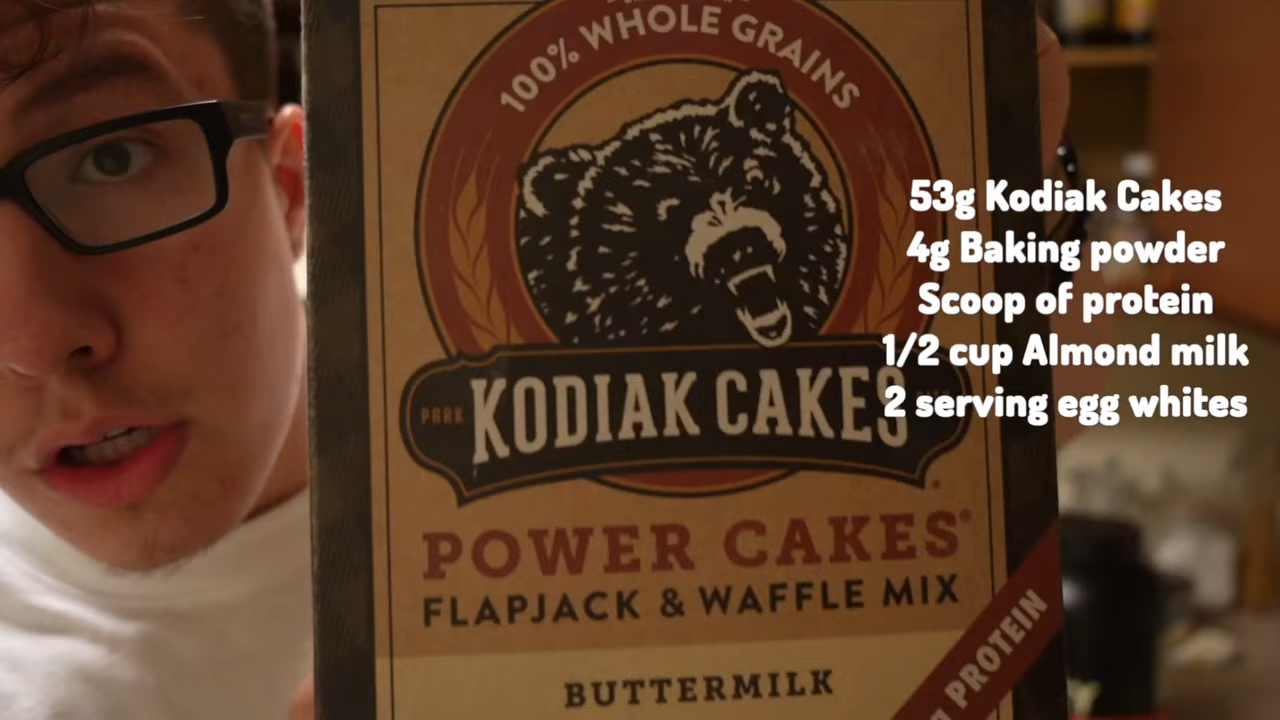 100% WHOLE GRAINS
PARK
KODIAK CAKES
POWER CAKES®
FLAPJACK & WAFFLE MIX
BUTTERMILK
PROTEIN
53g Kodiak Cakes
4g Baking powder
Scoop of protein
1/2 cup Almond milk
2 serving egg whites